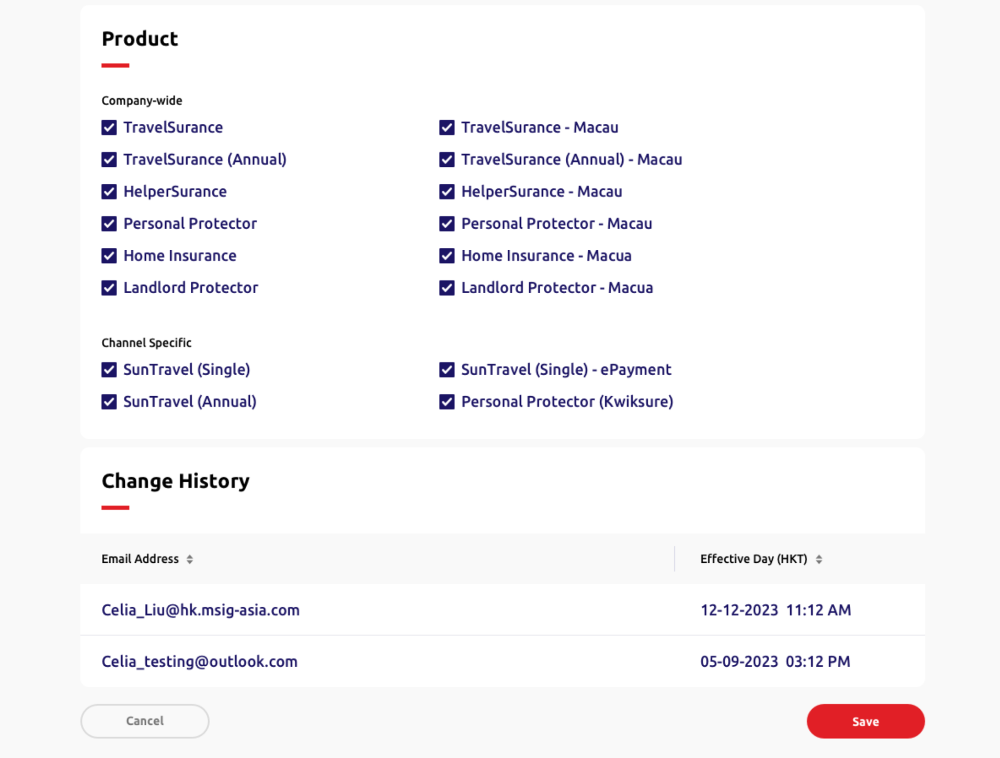 Product
Company-wide
TravelSurance
TravelSurance - Macau
TravelSurance (Annual)
TravelSurance (Annual) - Macau
HelperSurance
HelperSurance - Macau
Personal Protector
Personal Protector - Macau
Home Insurance
Home Insurance - Macua
Landlord Protector
Landlord Protector - Macua
Channel Specific
SunTravel (Single)
SunTravel (Single) - ePayment
SunTravel (Annual)
Personal Protector (Kwiksure)
Change History
Email Address
Effective Day (HKT)
Celia_Liu@hk.msig-asia.com
12-12-2023 11:12 AM
Celia_testing@outlook.com
05-09-2023 03:12 PM
Cancel
Save